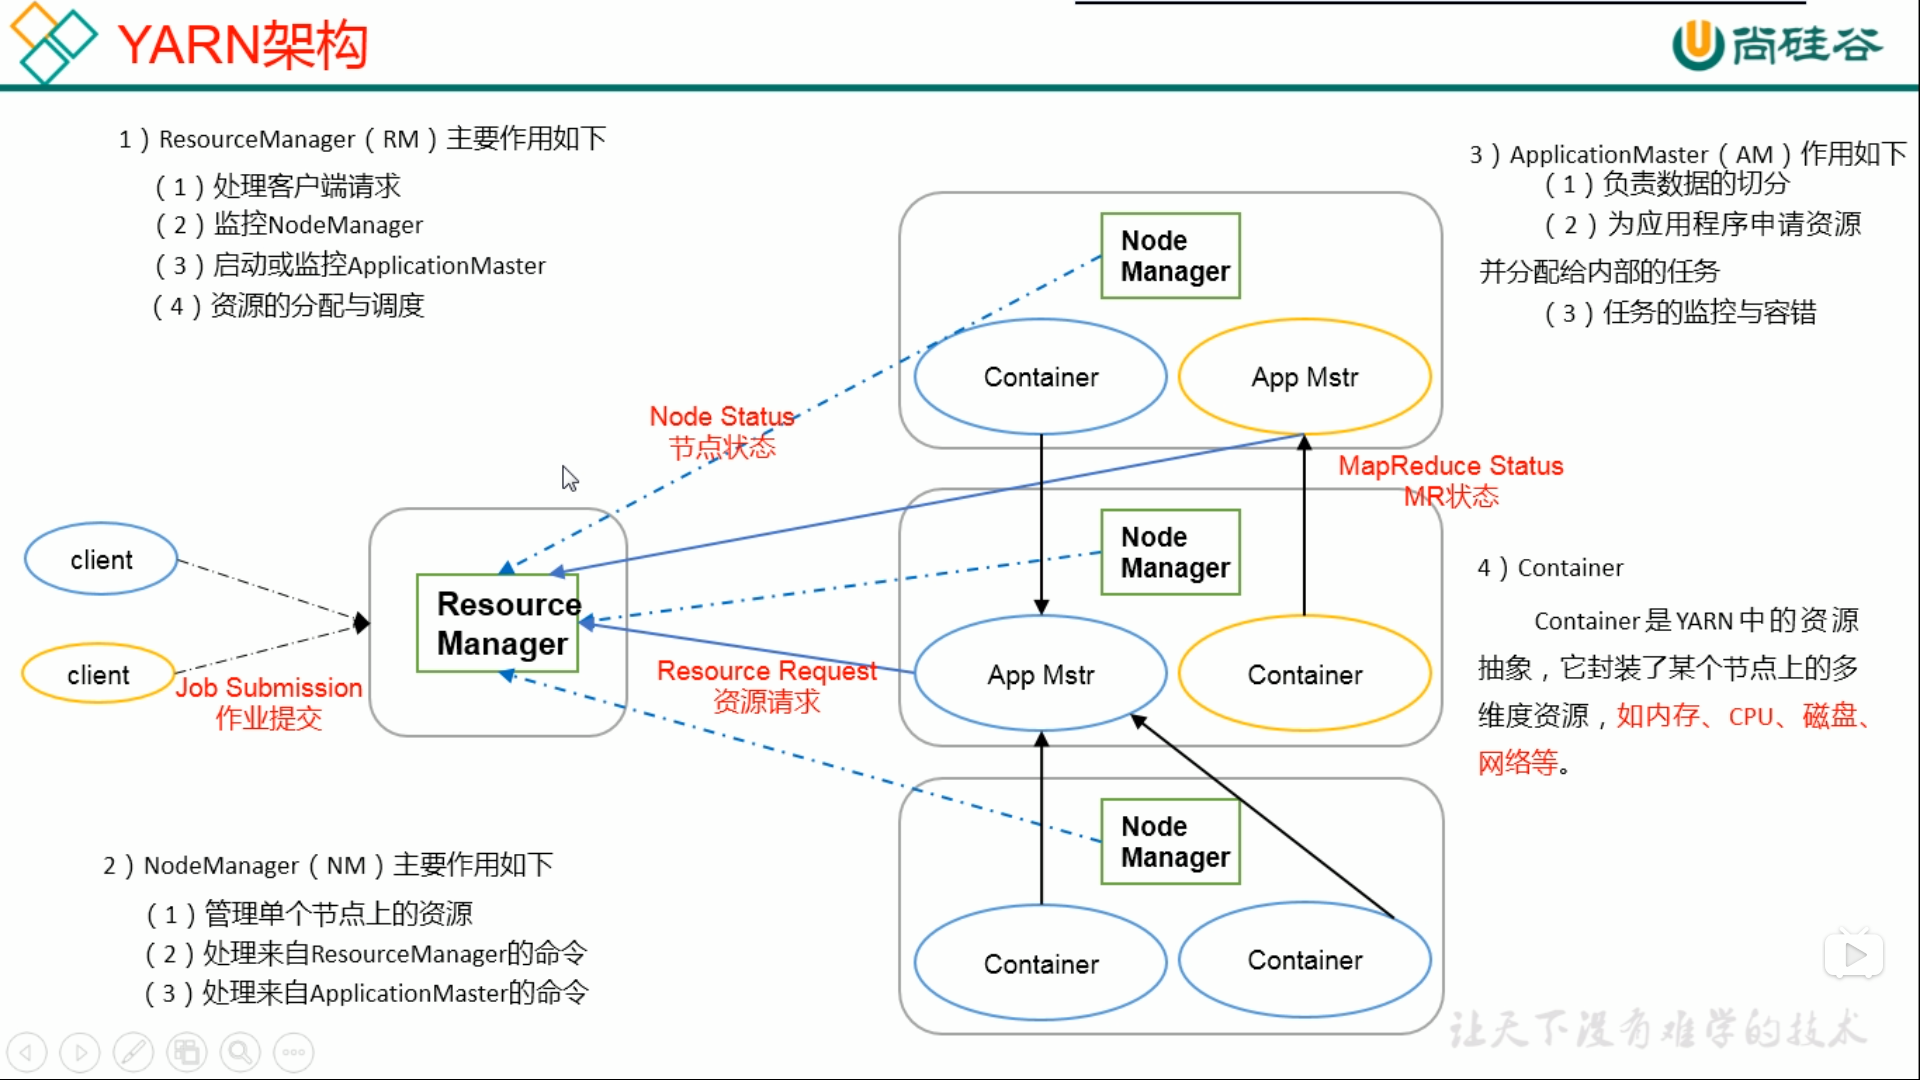 YARN架构
尚硅谷
1）ResourceManager（RM）主要作用如下
（1）处理客户端请求
（2）监控NodeManager
（3）启动或监控ApplicationMaster
（4）资源的分配与调度
3）ApplicationMaster（AM）作用如下
（1）负责数据的切分
（2）为应用程序申请资源
并分配给内部的任务
（3）任务的监控与容错
Node
Manager
Container
App Mstr
Node Status
节点状态
MapReduce Status
MR状态
client
client
Job Submission
作业提交
Resource
Manager
Resource Request
资源请求
Node
Manager
App Mstr
Container
4）Container
Container是YARN中的资源
抽象，它封装了某个节点上的多
维度资源，如内存、CPU、磁盘、
网络等。
2）NodeManager（NM）主要作用如下
（1）管理单个节点上的资源
（2）处理来自ResourceManager的命令
（3）处理来自ApplicationMaster的命令
Node
Manager
Container
Container
让天下没有难学的技术